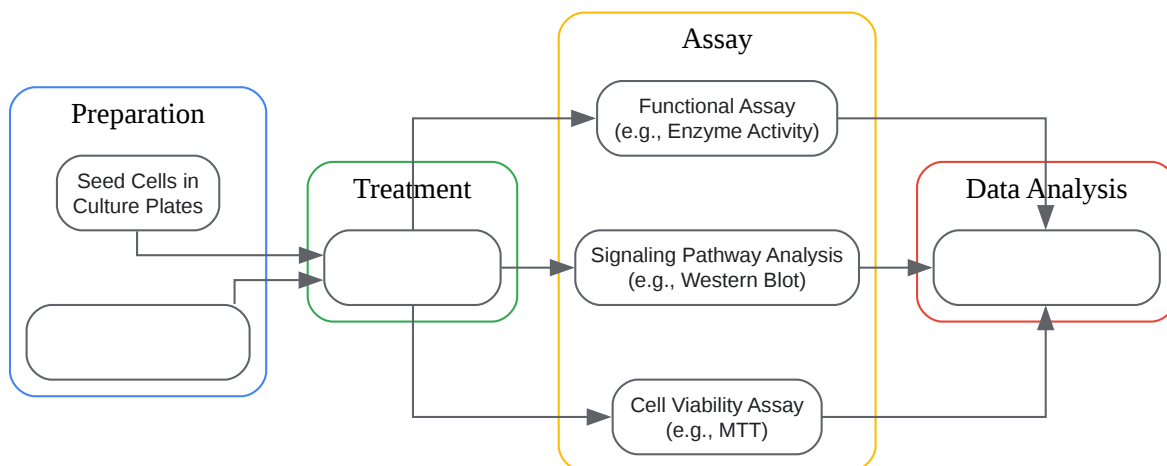 Preparation
Seed Cells in
Culture Plates
Treatment
Assay
Functional Assay
(e.g., Enzyme Activity)
Signaling Pathway Analysis
(e.g., Western Blot)
Cell Viability Assay
(e.g., MTT)
Data Analysis